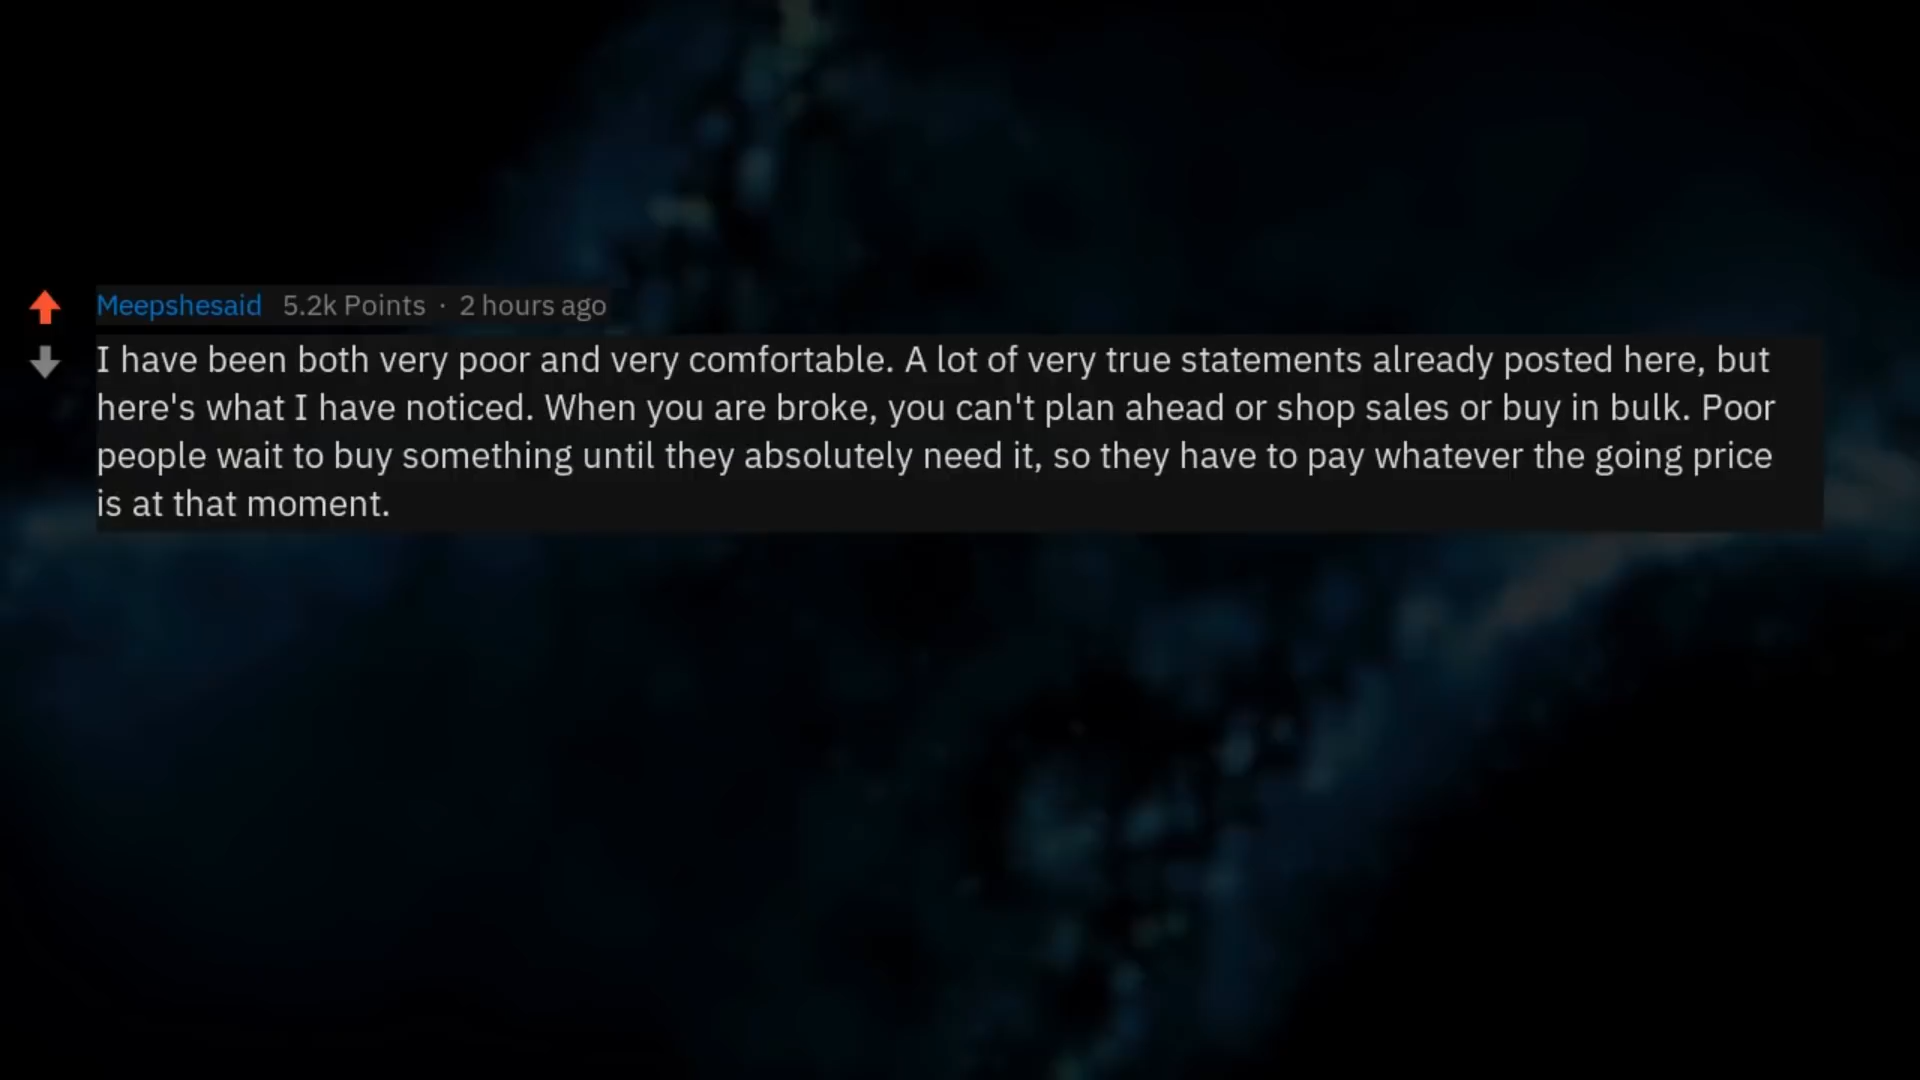 Meepshesaid 5.2k Points · 2 hours ago
I have been both very poor and very comfortable. A lot of very true statements already posted here, but
here's what I have noticed. When you are broke, you can't plan ahead or shop sales or buy in bulk. Poor
people wait to buy something until they absolutely need it, so they have to pay whatever the going price
is at that moment.